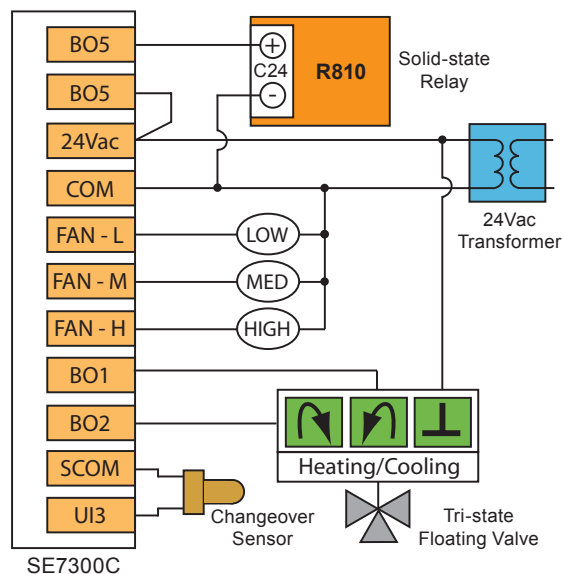 BO5
BO5
24Vac
COM
FAN - L
FAN - M
FAN - H
BO1
BO2
SCOM
UI3
SE7300C
+
C24
-
R810
Solid-state
Relay
24Vac
Transformer
LOW
MED
HIGH
Heating/Cooling
Tri-state
Floating Valve
Changeover
Sensor